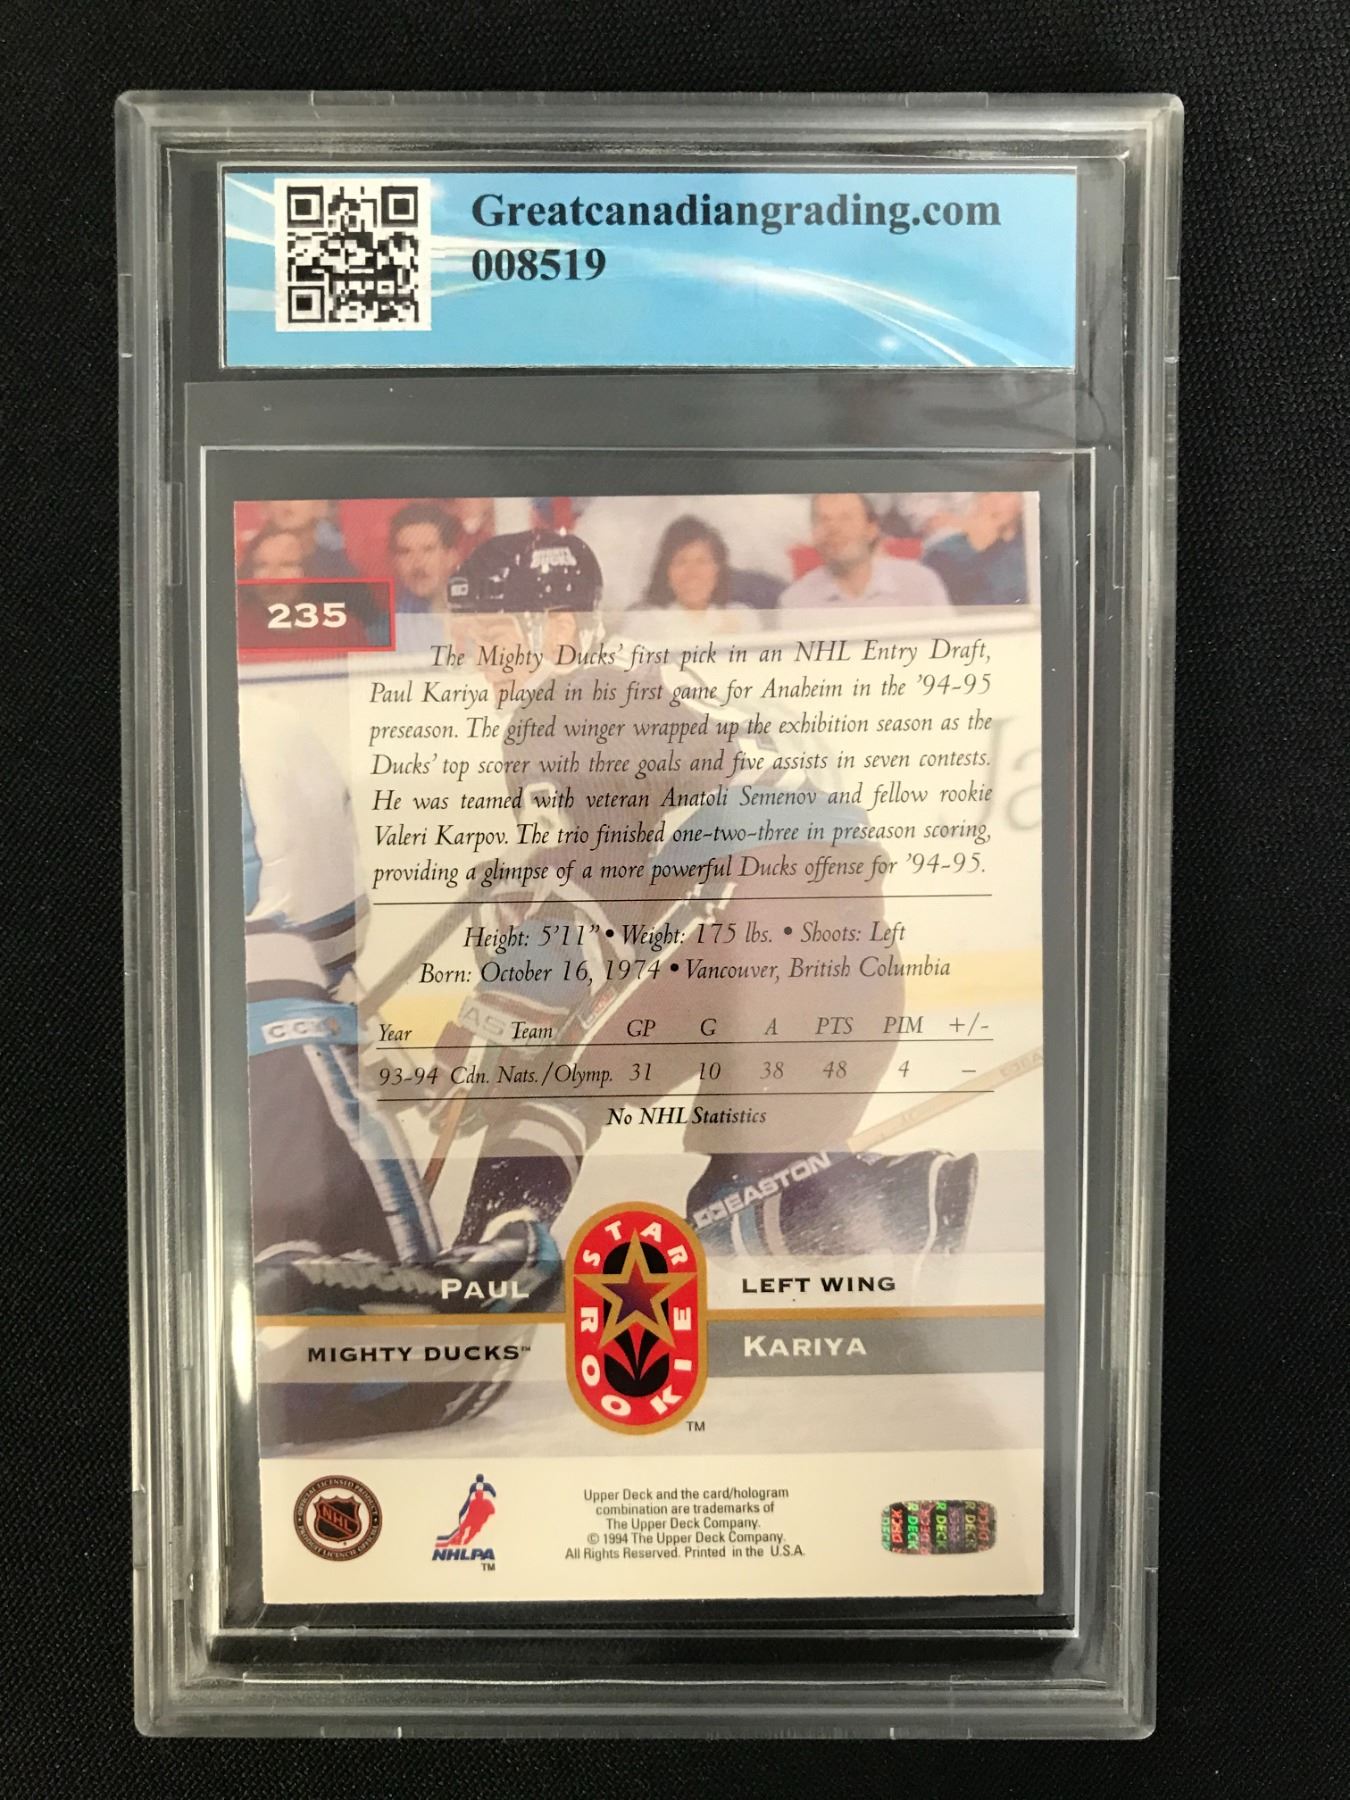 Greatcanadiangrading.com
008519
235
The Mighty Ducks' first pick in an NHL Entry Draft,
Paul Kariya played in his first game for Anaheim in the '94-95
preseason. The gifted winger wrapped up the exhibition season as the
Ducks' top scorer with three goals and five assists in seven contests.
He was teamed with veteran Anatoli Semenov and fellow rookie
Valeri Karpov. The trio finished one-two-three in preseason scoring,
providing a glimpse of a more powerful Ducks offense for '94-95.
Height: 5'11" • Weight: 175 lbs. • Shoots: Left
Born: October 16, 1974 • Vancouver, British Columbia
Year Team GP G A PTS PIM +/-
93-94 Cdn. Nats./Olymp. 31 10 38 48 4 –
No NHL Statistics
EASTON
STAR
ROOKIE
TM
PAUL
LEFT WING
MIGHTY DUCKS™
KARIYA
NHL
NHLPA
TM
Upper Deck and the card/hologram
combination are trademarks of
The Upper Deck Company.
© 1994 The Upper Deck Company.
All Rights Reserved. Printed in the U.S.A.